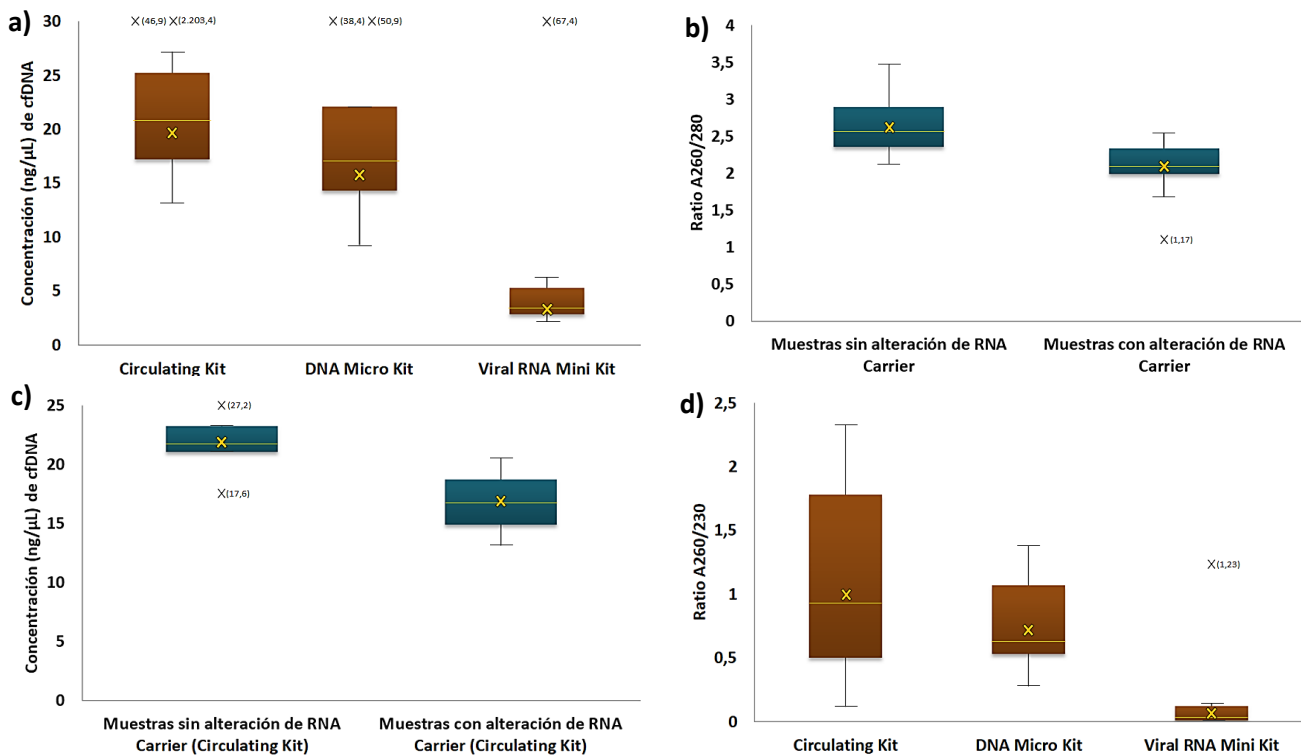 a)
Concentración (ng/µL) de cfDNA
30
25
20
15
10
5
0
(46,9)
(2.203,4)
(38,4)
(50,9)
(67,4)
Circulating Kit
DNA Micro Kit
Viral RNA Mini Kit
b)
Ratio A260/280
4
3,5
3
2,5
2
1,5
1
0,5
0
(1,17)
Muestras sin alteración de RNA
Carrier
Muestras con alteración de RNA
Carrier
c)
Concentración (ng/µL) de cfDNA
25
20
15
10
5
0
(27,2)
(17,6)
Muestras sin alteración de RNA
Carrier (Circulating Kit)
Muestras con alteración de RNA
Carrier (Circulating Kit)
d)
Ratio A260/230
2,5
2
1,5
1
0,5
0
(1,23)
Circulating Kit
DNA Micro Kit
Viral RNA Mini Kit